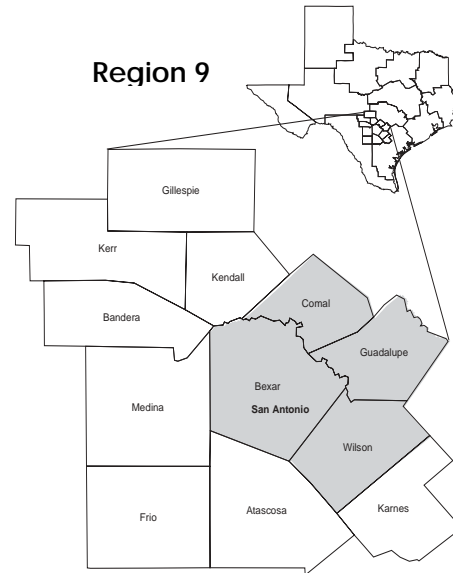 Region 9
Gillespie
Kerr
Kendall
Comal
Bandera
Guadalupe
Bexar
San Antonio
Medina
Wilson
Atascosa
Karnes
Frio